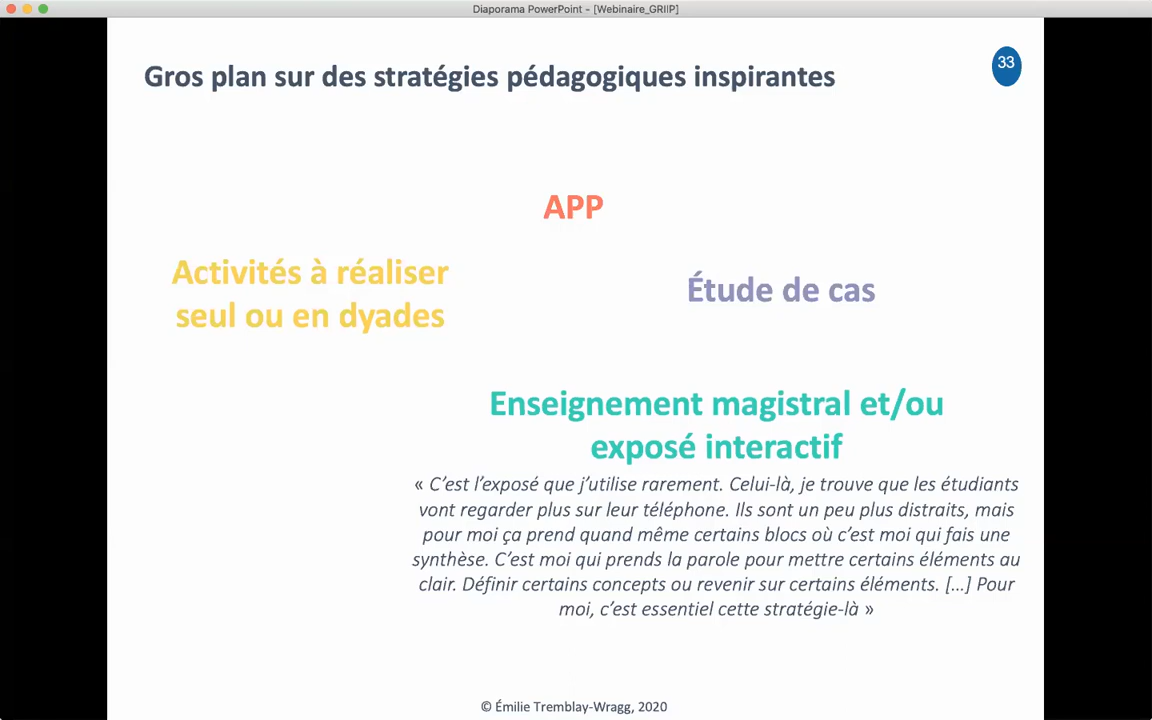 Diaporama PowerPoint - [Webinaire_GRIIP]
Gros plan sur des stratégies pédagogiques inspirantes
33
APP
Activités à réaliser
seul ou en dyades
Étude de cas
Enseignement magistral et/ou
exposé interactif
« C'est l'exposé que j'utilise rarement. Celui-là, je trouve que les étudiants
vont regarder plus sur leur téléphone. Ils sont un peu plus distraits, mais
pour moi ça prend quand même certains blocs où c'est moi qui fais une
synthèse. C'est moi qui prends la parole pour mettre certains éléments au
clair. Définir certains concepts ou revenir sur certains éléments. […] Pour
moi, c'est essentiel cette stratégie-là »
© Émilie Tremblay-Wragg, 2020